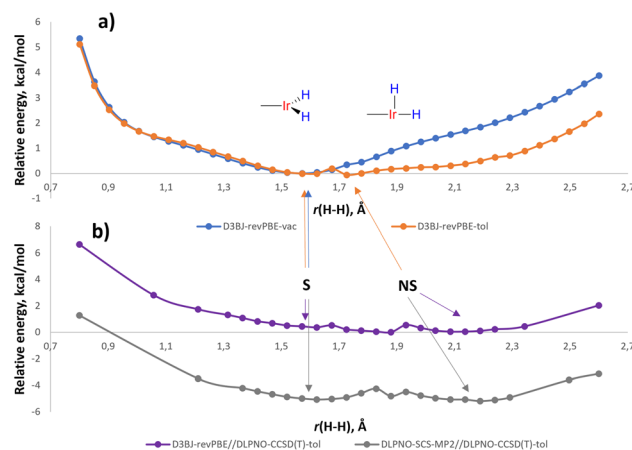 a)
Relative energy, kcal/mol
6
5
4
3
2
1
0
-1
H
Ir
H
H
Ir
H
0,7
0,9
1,1
1,3
1,5
1,7
1,9
2,1
2,3
2,5
2,7
r(H-H), Å
D3BJ-revPBE-vac
D3BJ-revPBE-tol
b)
Relative energy, kcal/mol
8
6
4
2
0
-2
-4
-6
S
NS
0,7
0,9
1,1
1,3
1,5
1,7
1,9
2,1
2,3
2,5
2,7
r(H-H), Å
D3BJ-revPBE//DLPNO-CCSD(T)-tol
DLPNO-SCS-MP2//DLPNO-CCSD(T)-tol